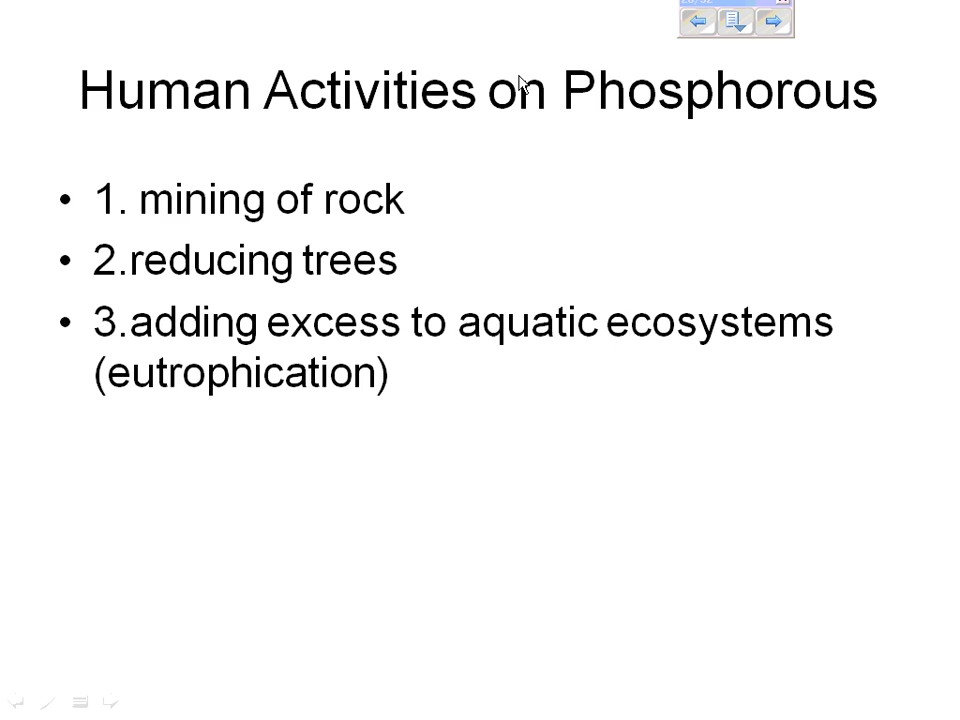 Human Activities on Phosphorous
• 1. mining of rock
• 2.reducing trees
• 3.adding excess to aquatic ecosystems
(eutrophication)